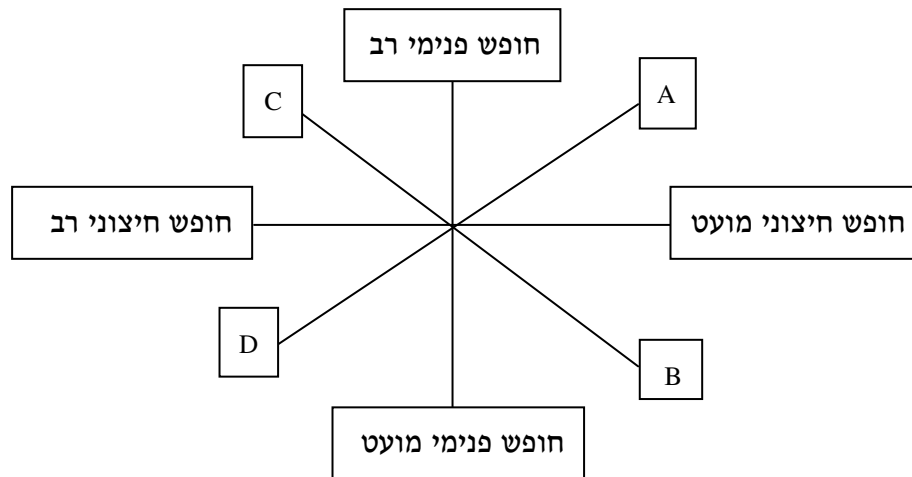 חופש פנימי רב
A
C
חופש חיצוני מועט
חופש חיצוני רב
D
B
חופש פנימי מועט